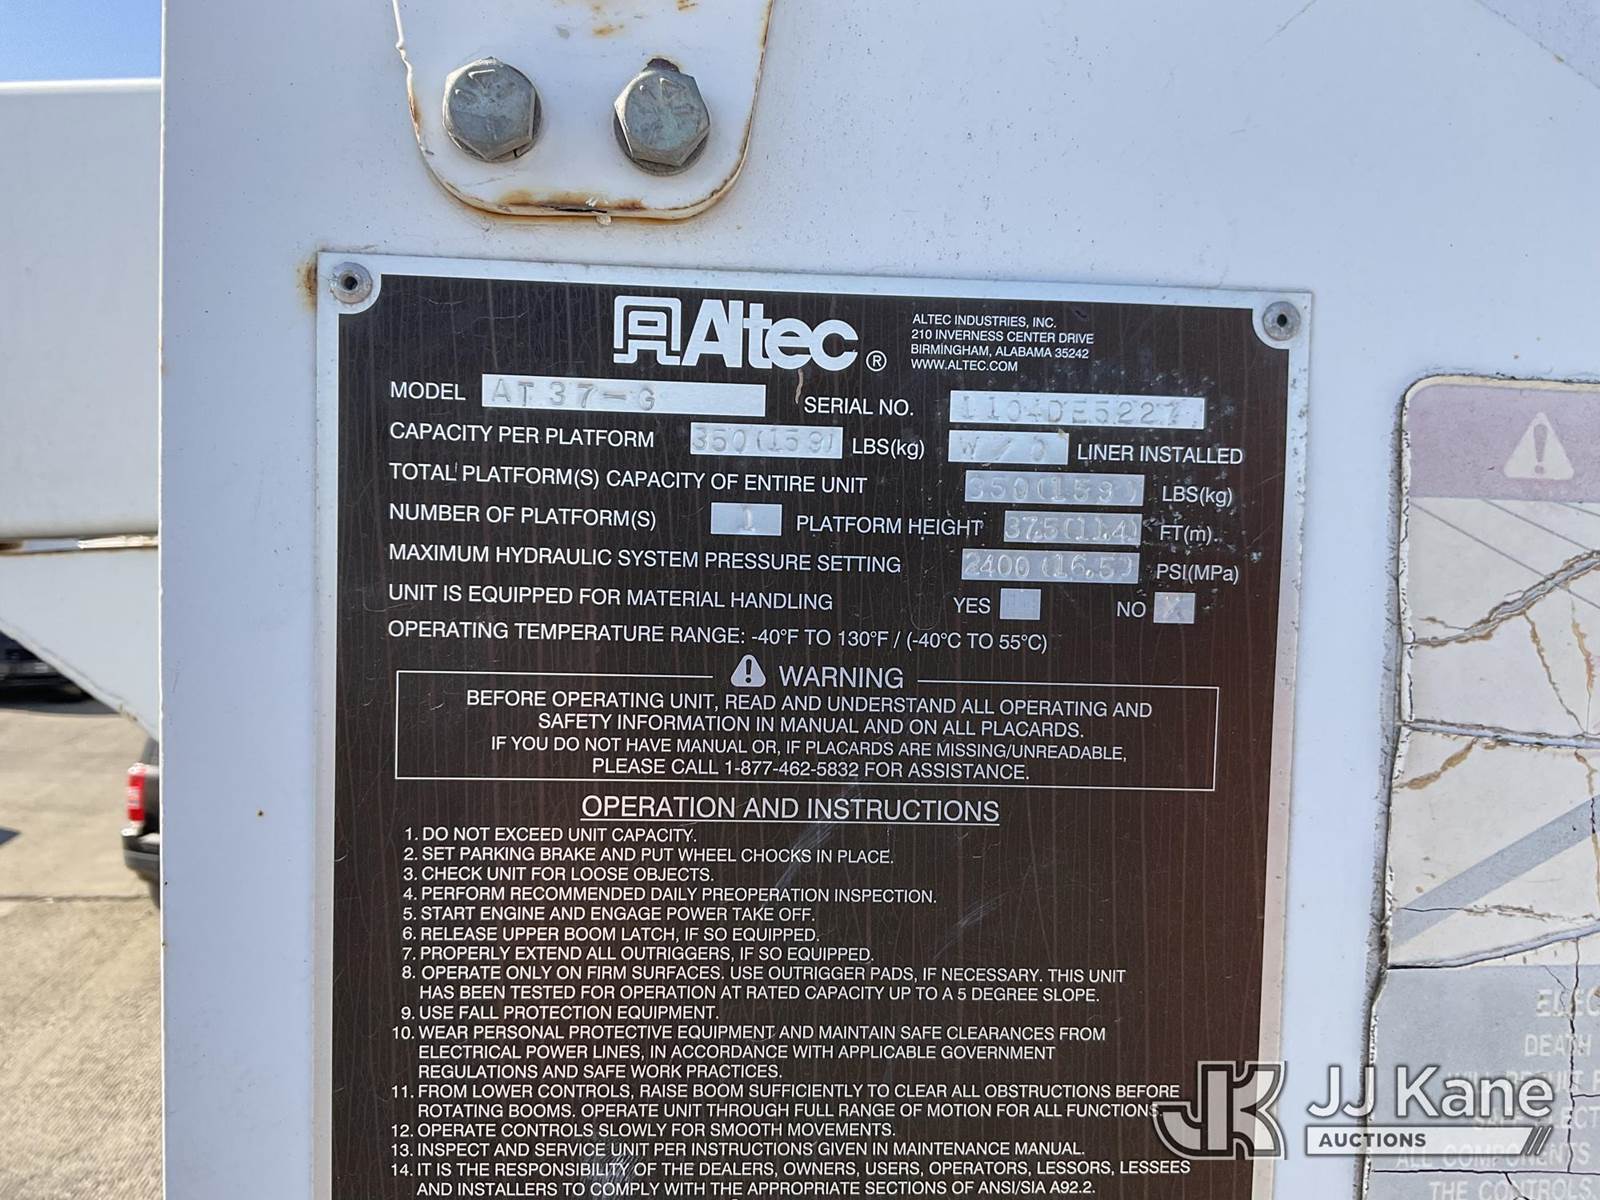 Altec®
ALTEC INDUSTRIES, INC.
210 INVERNESS CENTER DRIVE
BIRMINGHAM, ALABAMA 35242
WWW.ALTEC.COM
MODEL AT37-G SERIAL NO. 1104DE5227
CAPACITY PER PLATFORM 350(159) LBS(kg) W/O LINER INSTALLED
TOTAL PLATFORM(S) CAPACITY OF ENTIRE UNIT 350(159) LBS(kg)
NUMBER OF PLATFORM(S) 1 PLATFORM HEIGHT 37.5(11.4) FT(m)
MAXIMUM HYDRAULIC SYSTEM PRESSURE SETTING 2400(16.5) PSI(MPa)
UNIT IS EQUIPPED FOR MATERIAL HANDLING YES NO X
OPERATING TEMPERATURE RANGE: -40°F TO 130°F / (-40°C TO 55°C)
WARNING
BEFORE OPERATING UNIT, READ AND UNDERSTAND ALL OPERATING AND
SAFETY INFORMATION IN MANUAL AND ON ALL PLACARDS.
IF YOU DO NOT HAVE MANUAL OR, IF PLACARDS ARE MISSING/UNREADABLE,
PLEASE CALL 1-877-462-5832 FOR ASSISTANCE.
OPERATION AND INSTRUCTIONS
1. DO NOT EXCEED UNIT CAPACITY.
2. SET PARKING BRAKE AND PUT WHEEL CHOCKS IN PLACE.
3. CHECK UNIT FOR LOOSE OBJECTS.
4. PERFORM RECOMMENDED DAILY PREOPERATION INSPECTION.
5. START ENGINE AND ENGAGE POWER TAKE OFF.
6. RELEASE UPPER BOOM LATCH, IF SO EQUIPPED.
7. PROPERLY EXTEND ALL OUTRIGGERS, IF SO EQUIPPED.
8. OPERATE ONLY ON FIRM SURFACES. USE OUTRIGGER PADS, IF NECESSARY. THIS UNIT
HAS BEEN TESTED FOR OPERATION AT RATED CAPACITY UP TO A 5 DEGREE SLOPE.
9. USE FALL PROTECTION EQUIPMENT.
10. WEAR PERSONAL PROTECTIVE EQUIPMENT AND MAINTAIN SAFE CLEARANCES FROM
ELECTRICAL POWER LINES, IN ACCORDANCE WITH APPLICABLE GOVERNMENT
REGULATIONS AND SAFE WORK PRACTICES.
11. FROM LOWER CONTROLS, RAISE BOOM SUFFICIENTLY TO CLEAR ALL OBSTRUCTIONS BEFORE
ROTATING BOOMS. OPERATE UNIT THROUGH FULL RANGE OF MOTION FOR ALL FUNCTIONS.
12. OPERATE CONTROLS SLOWLY FOR SMOOTH MOVEMENTS.
13. INSPECT AND SERVICE UNIT PER INSTRUCTIONS GIVEN IN MAINTENANCE MANUAL.
14. IT IS THE RESPONSIBILITY OF THE DEALERS, OWNERS, USERS, OPERATORS, LESSORS, LESSEES
AND INSTALLERS TO COMPLY WITH THE APPROPRIATE SECTIONS OF ANSI/SIA A92.2.
ELEC
DEATH
ALL COMPONENTS
THE CONTROLS,
JK JJ Kane
AUCTIONS